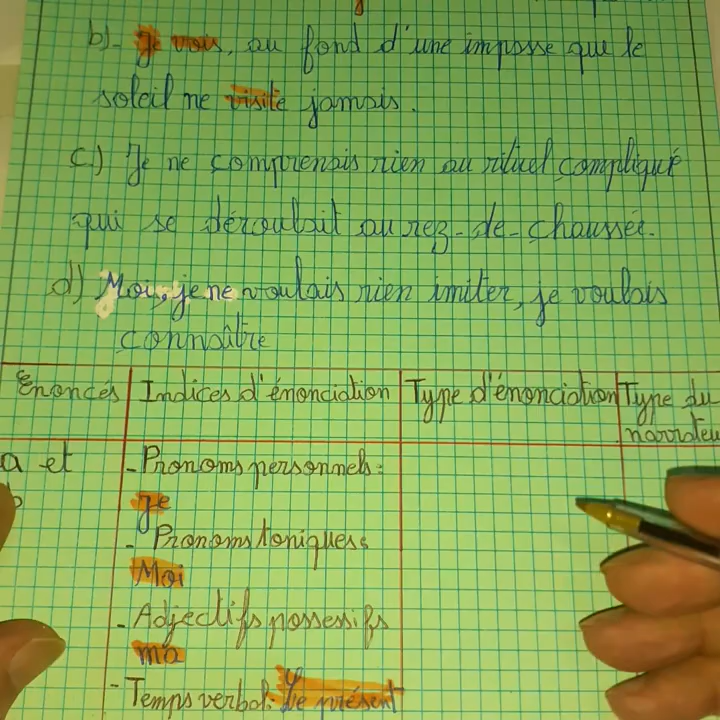 b)- Je vois, au fond d'une impasse que le
soleil ne visite jamais.
c) Je ne comprenais rien au rituel compliqué
qui se déroulait au rez-de-chaussée.
d) Moi, je ne voulais rien imiter, je voulais
connaître
Enoncés | Indices d'énonciation | Type d'énonciation | Type du
narrateu
a et
b
- Pronoms personnels:
Je
- Pronoms toniques:
Moi
- Adjectifs possessifs
ma
- Temps verbal: Le présent